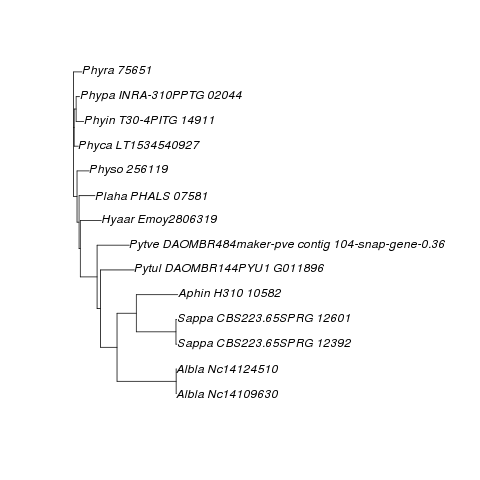 Phyra 75651
Phypa INRA-310PPTG 02044
Phyin T30-4PITG 14911
Phyca LT1534540927
Physo 256119
Plaha PHALS 07581
Hyaar Emoy2806319
Pytve DAOMBR484maker-pve contig 104-snap-gene-0.36
Pytul DAOMBR144PYU1 G011896
Aphin H310 10582
Sappa CBS223.65SPRG 12601
Sappa CBS223.65SPRG 12392
Albla Nc14124510
Albla Nc14109630